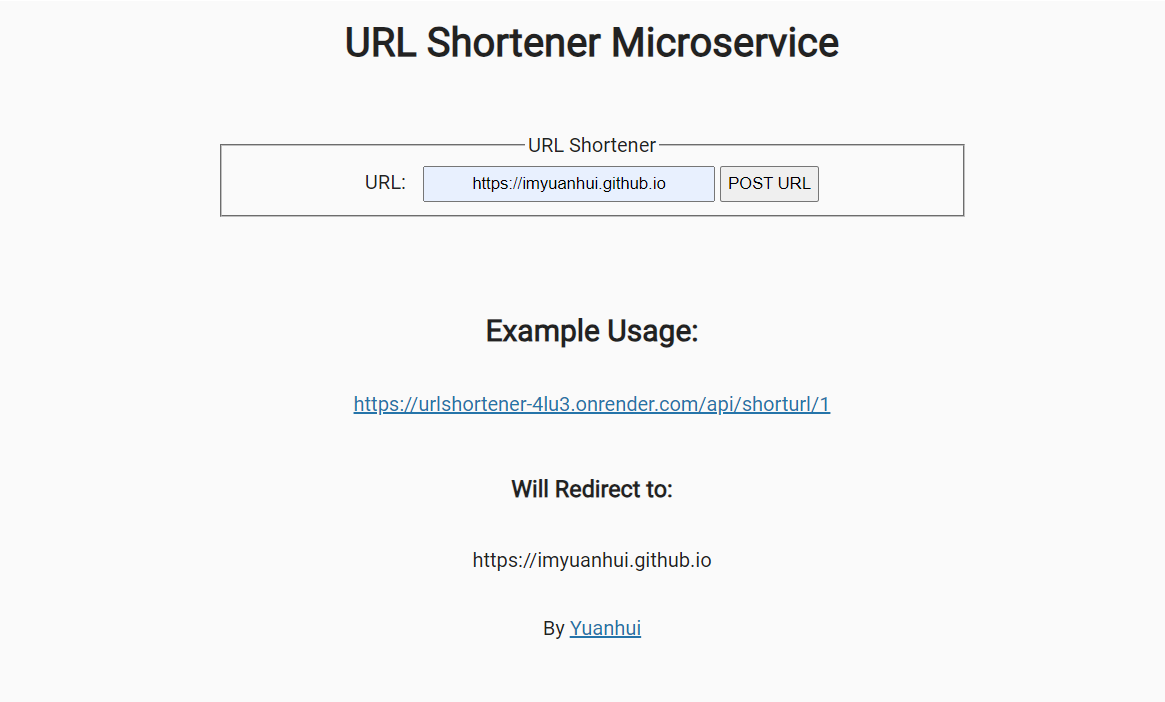 URL Shortener Microservice
URL Shortener
URL: https://imyuanhui.github.io POST URL
Example Usage:
https://urlshortener-4lu3.onrender.com/api/shorturl/1
Will Redirect to:
https://imyuanhui.github.io
By Yuanhui